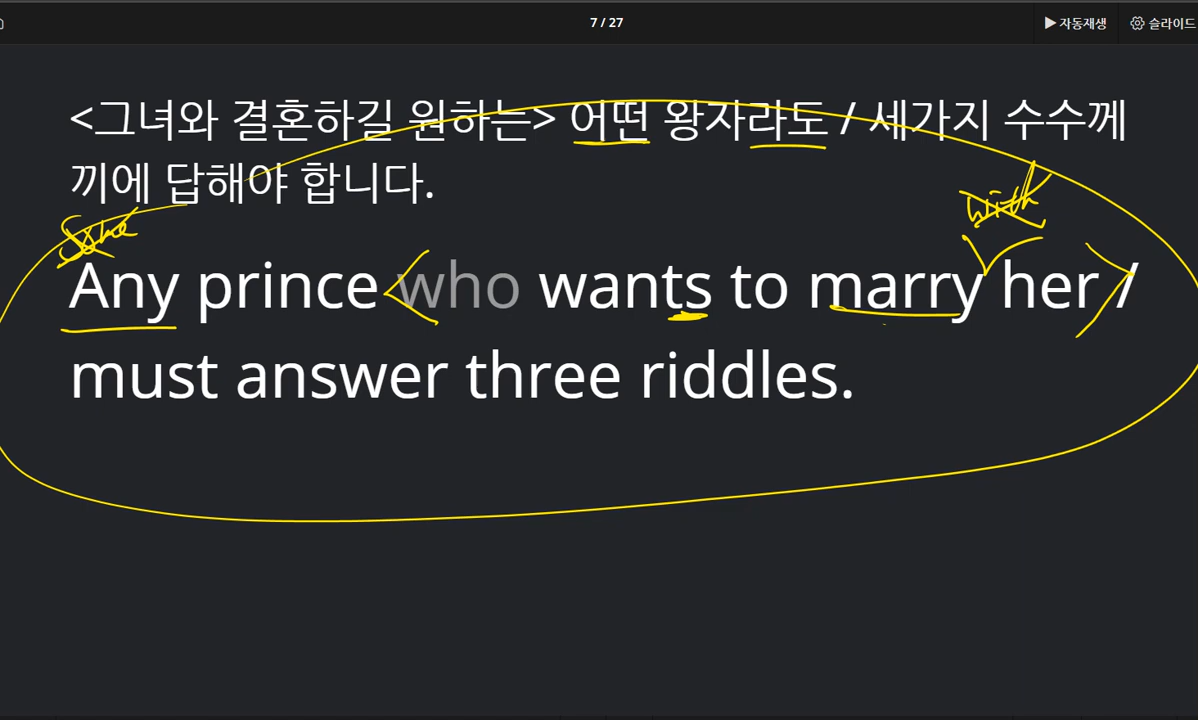 7 / 27
▶ 자동재생
슬라이드
<그녀와 결혼하길 원하는> 어떤 왕자라도 / 세가지 수수께
끼에 답해야 합니다.
She
with
Any prince who wants to marry her /
must answer three riddles.